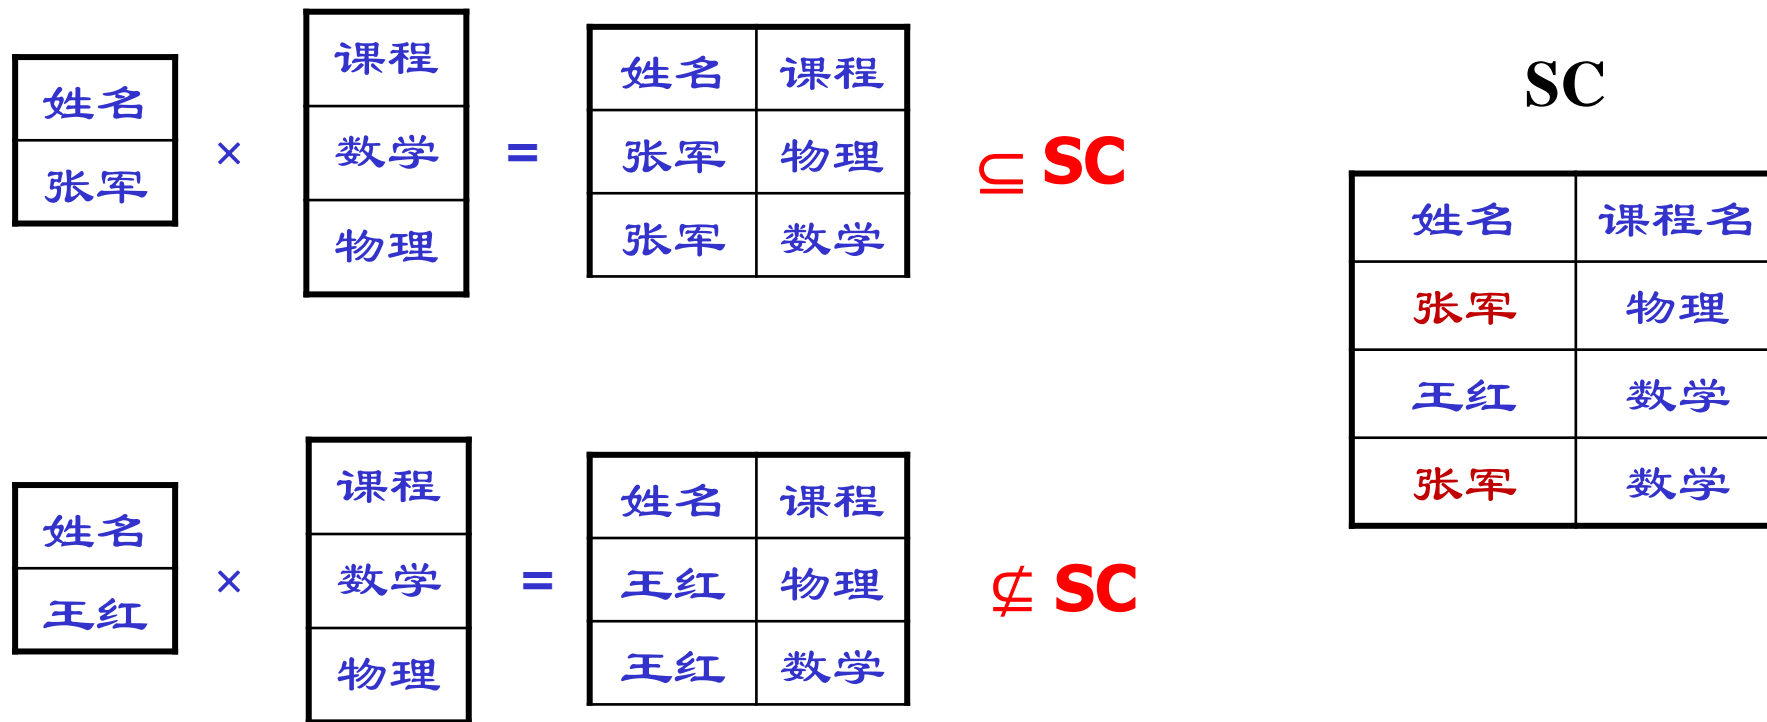 姓名
张军
×
课程
数学
物理
=
姓名 课程
张军 物理
张军 数学
⊆ SC
姓名
王红
×
课程
数学
物理
=
姓名 课程
王红 物理
王红 数学
⊈ SC
SC
姓名 课程名
张军 物理
王红 数学
张军 数学